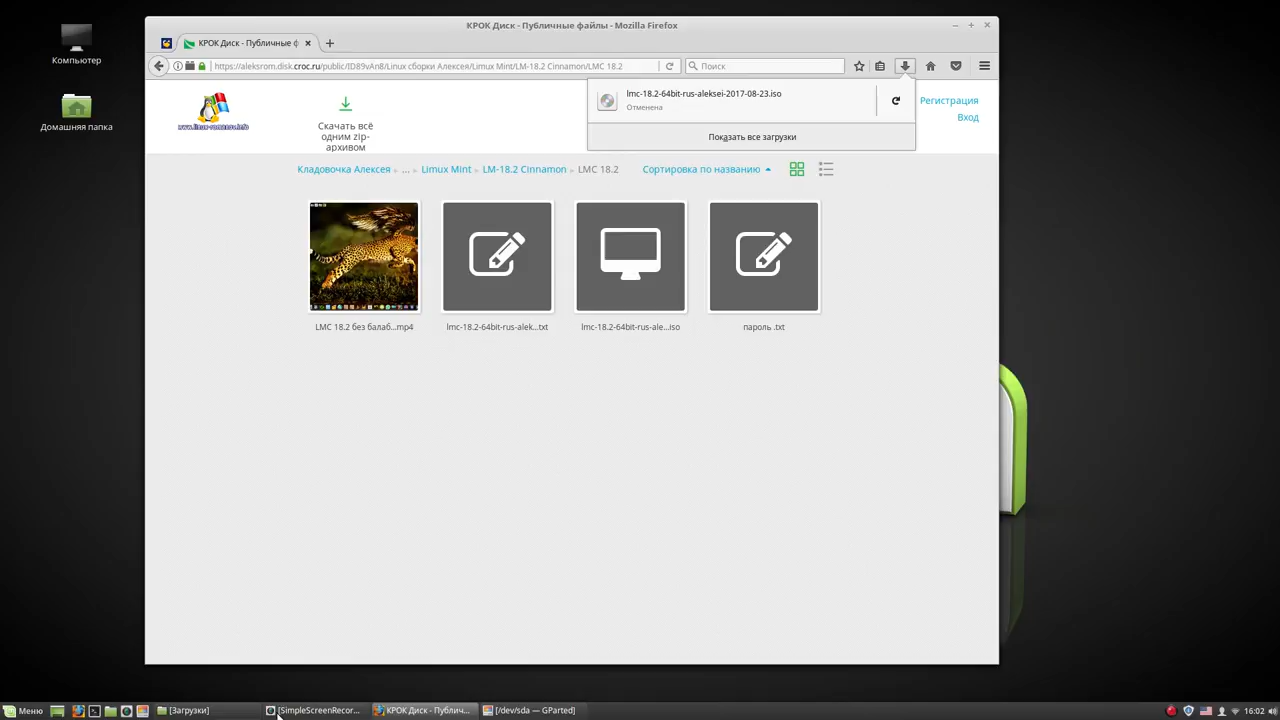 Компьютер
Домашняя папка
КРОК Диск - Публичные файлы - Mozilla Firefox
КРОК Диск - Публичные ф
https://aleksrom.disk.croc.ru/public/ID89vAn8/Linux сборки Алексея/Limux Mint/LM-18.2 Cinnamon/LMC 18.2
Поиск
lmc-18.2-64bit-rus-aleksei-2017-08-23.iso
Отменена
Показать все загрузки
Регистрация
Вход
www.linux-romanov.info
Скачать всё
одним zip-
архивом
Кладовочка Алексея ... Limux Mint LM-18.2 Cinnamon LMC 18.2
Сортировка по названию
LMC 18.2 без балаб...mp4
lmc-18.2-64bit-rus-alek...txt
lmc-18.2-64bit-rus-ale...iso
пароль .txt
Меню
[Загрузки]
[SimpleScreenRecor...
КРОК Диск - Публич...
[/dev/sda — GParted]
16:02